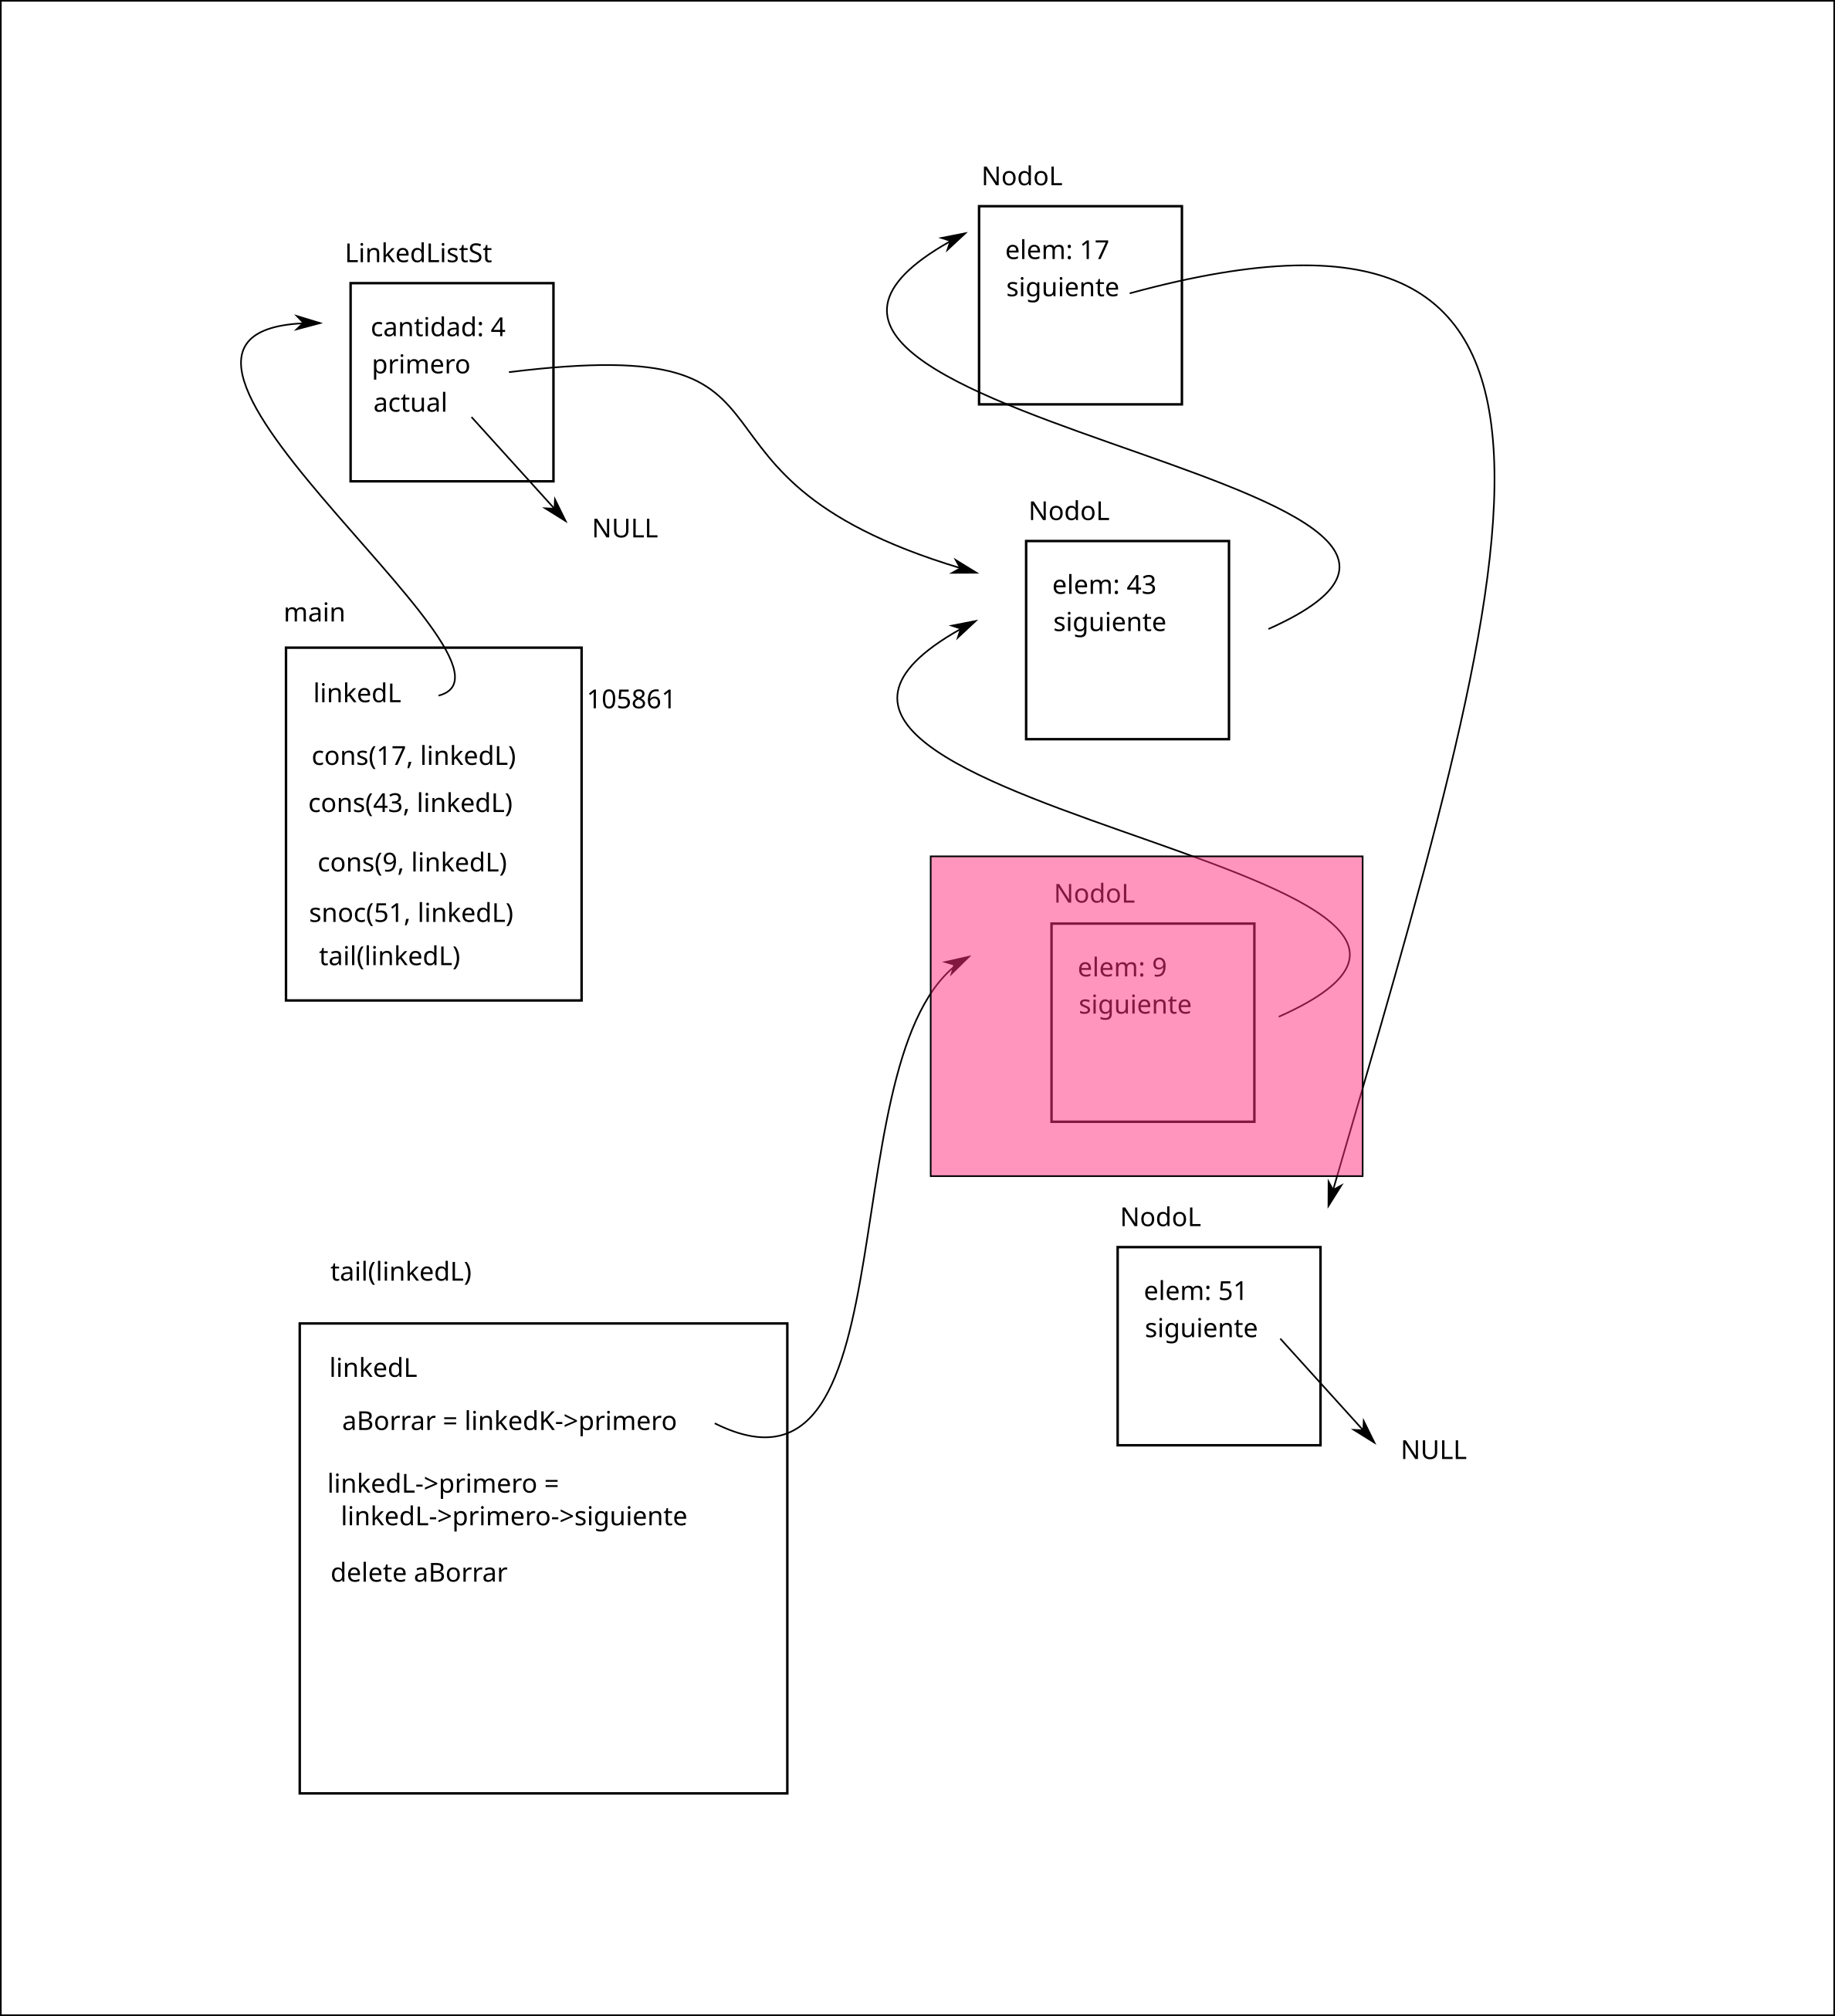 NodoL
elem: 17
siguiente
LinkedListSt
cantidad: 4
primero
actual
NULL
NodoL
elem: 43
siguiente
main
linkedL
105861
cons(17, linkedL)
cons(43, linkedL)
cons(9, linkedL)
snoc(51, linkedL)
tail(linkedL)
NodoL
elem: 9
siguiente
NodoL
elem: 51
siguiente
NULL
tail(linkedL)
linkedL
aBorrar = linkedK->primero
linkedL->primero =
linkedL->primero->siguiente
delete aBorrar